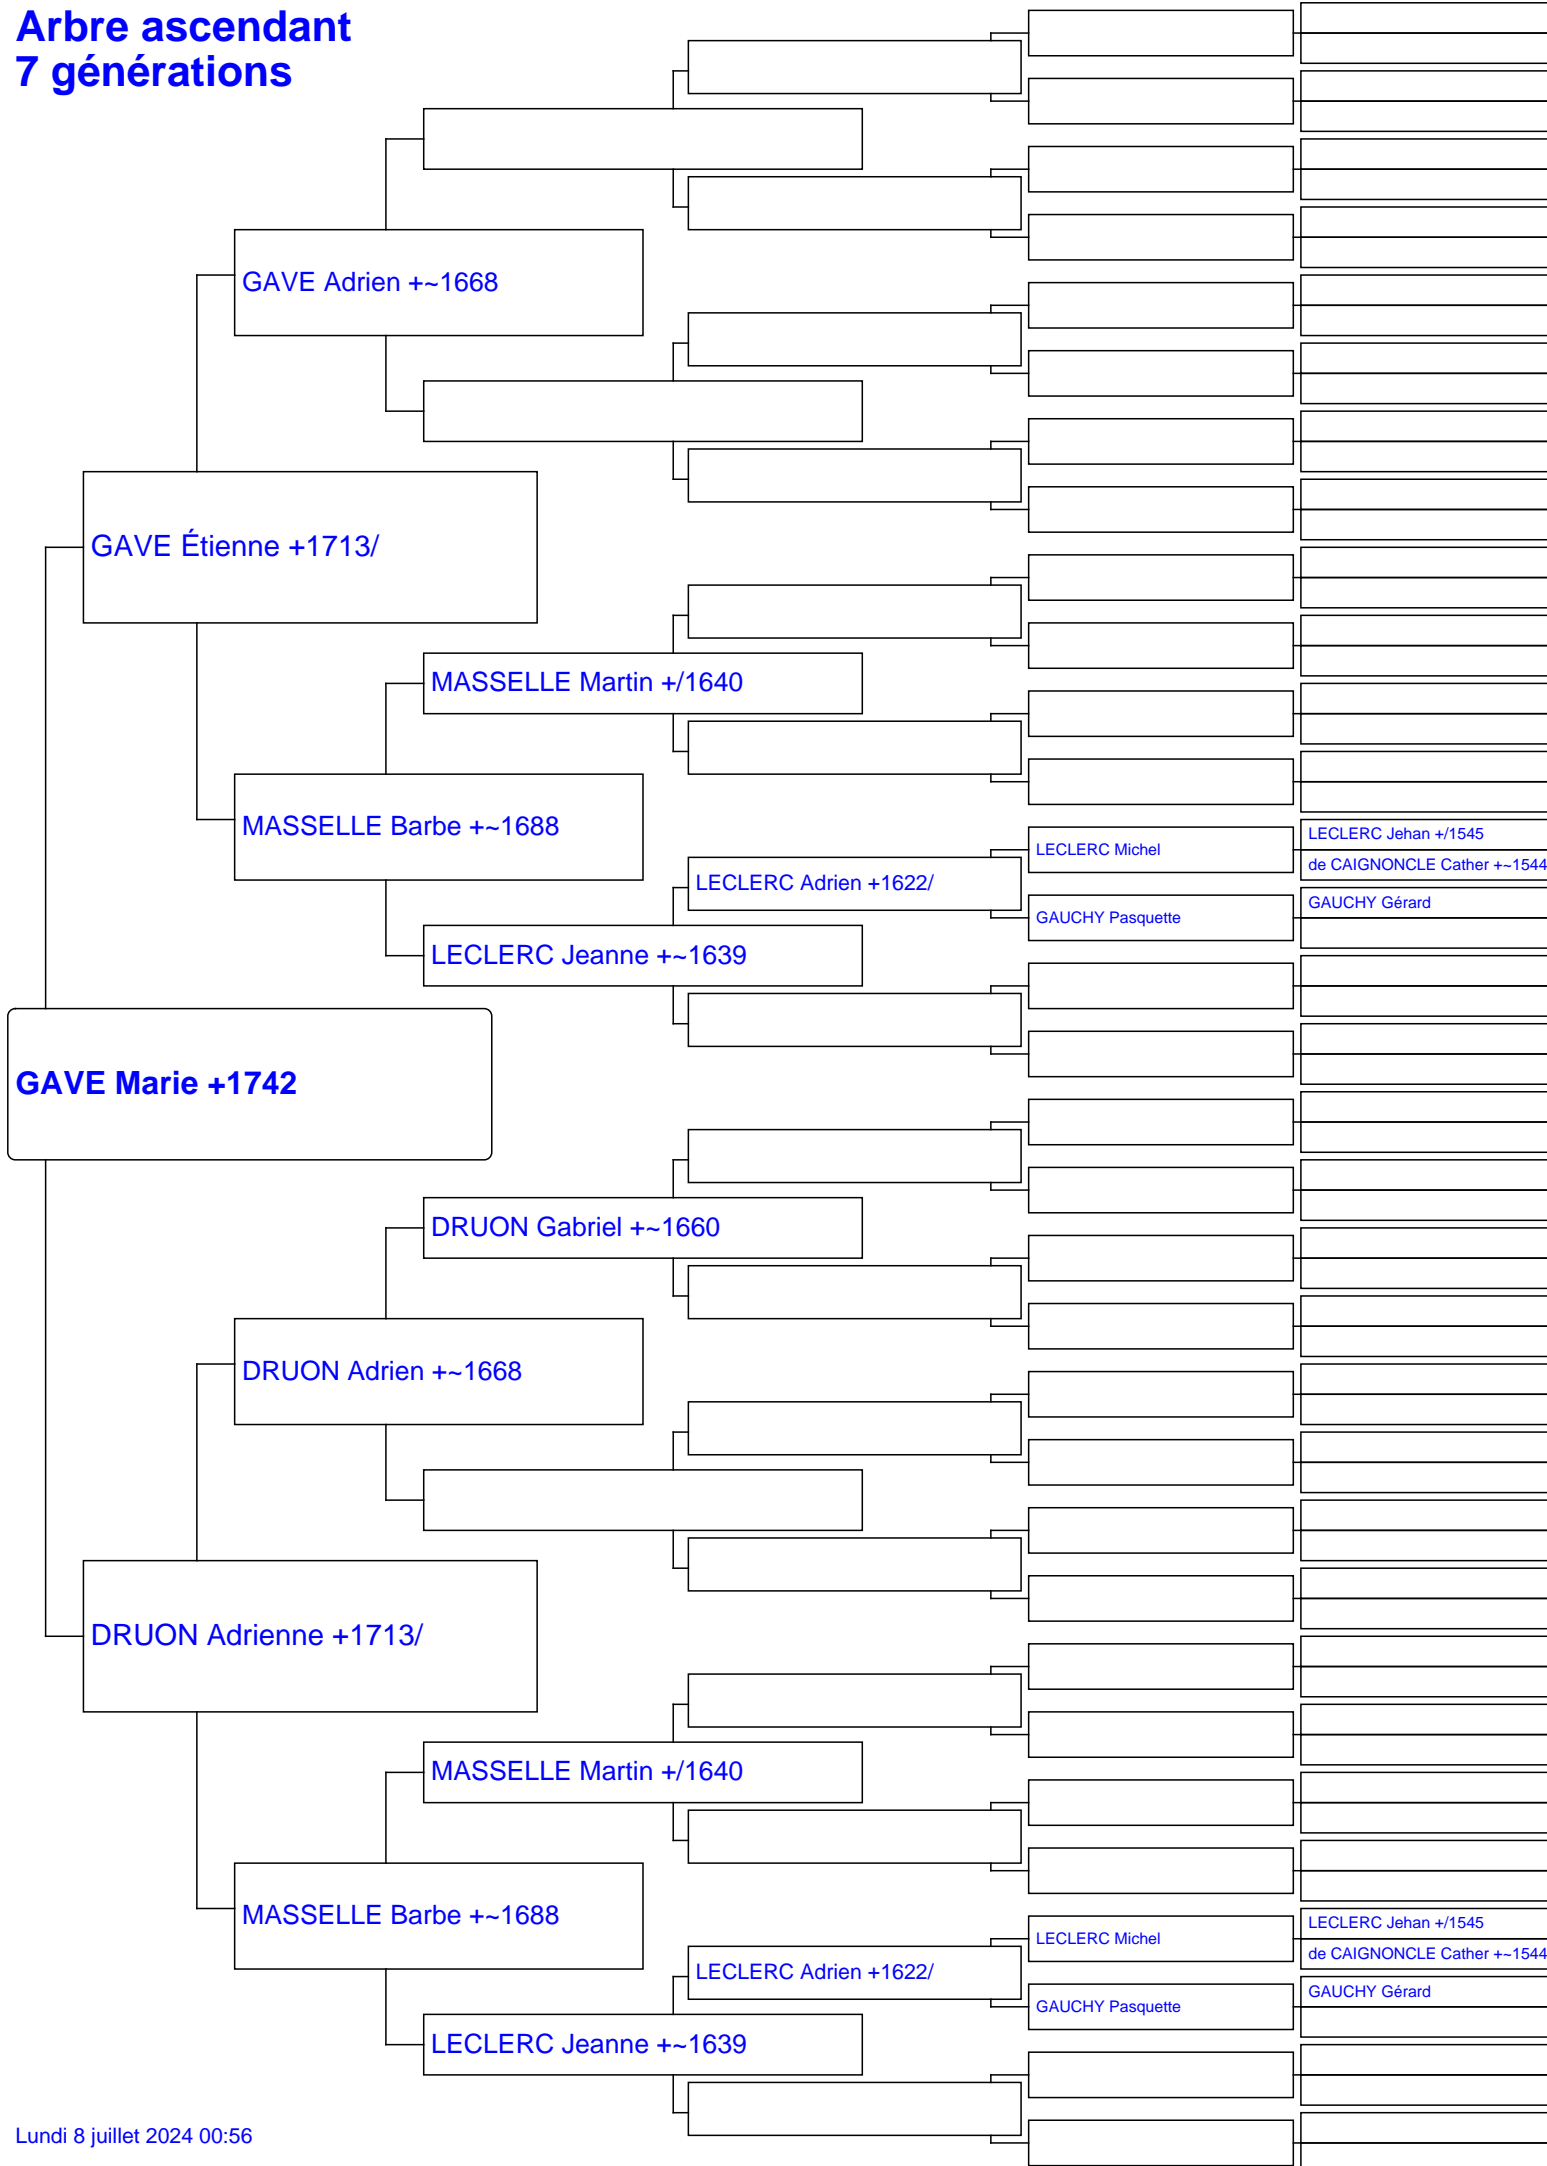 Arbre ascendant
7 générations
GAVE Adrien +~1668
GAVE Étienne +1713/
MASSELLE Martin +/1640
MASSELLE Barbe +~1688
LECLERC Jehan +/1545
LECLERC Michel
de CAIGNONCLE Cather +~1544
LECLERC Adrien +1622/
GAUCHY Gérard
GAUCHY Pasquette
LECLERC Jeanne +~1639
GAVE Marie +1742
DRUON Gabriel +~1660
DRUON Adrien +~1668
DRUON Adrienne +1713/
MASSELLE Martin +/1640
MASSELLE Barbe +~1688
LECLERC Jehan +/1545
LECLERC Michel
de CAIGNONCLE Cather +~1544
LECLERC Adrien +1622/
GAUCHY Gérard
GAUCHY Pasquette
LECLERC Jeanne +~1639
Lundi 8 juillet 2024 00:56